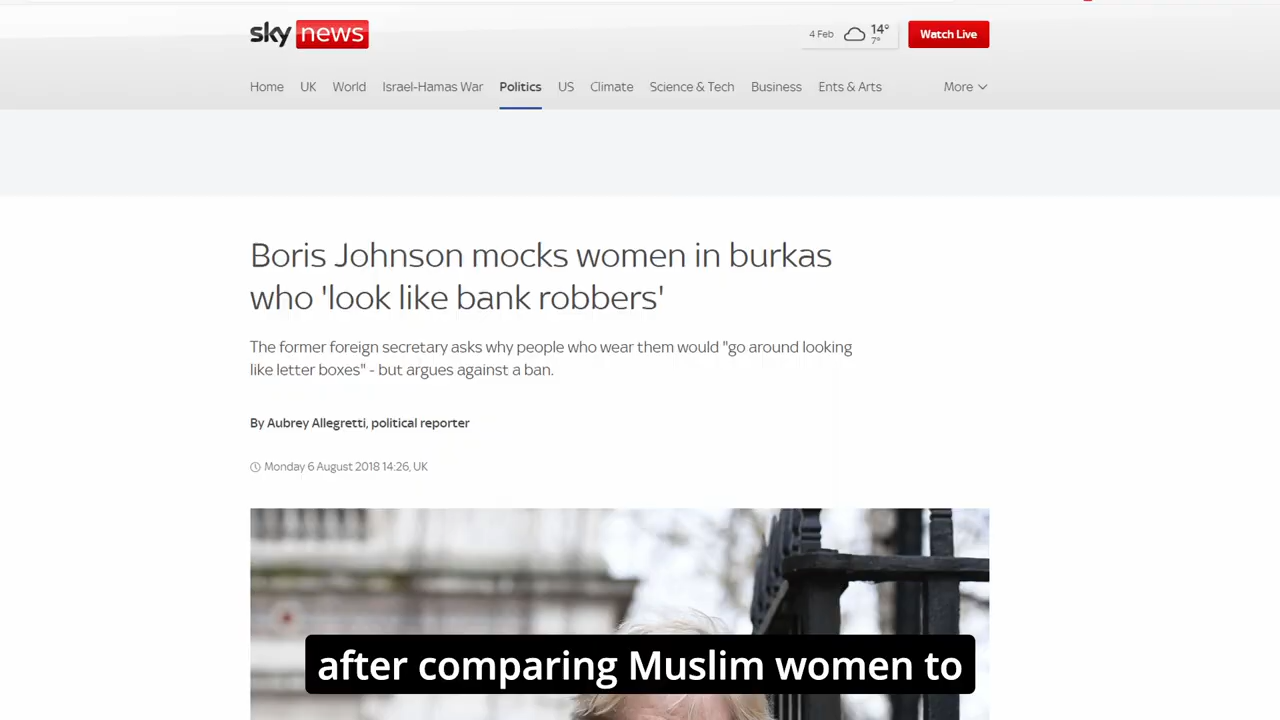 sky news
4 Feb
14°
7°
Watch Live
Home UK World Israel-Hamas War Politics US Climate Science & Tech Business Ents & Arts More
Boris Johnson mocks women in burkas
who 'look like bank robbers'
The former foreign secretary asks why people who wear them would "go around looking
like letter boxes" - but argues against a ban.
By Aubrey Allegretti, political reporter
Monday 6 August 2018 14:26, UK
after comparing Muslim women to